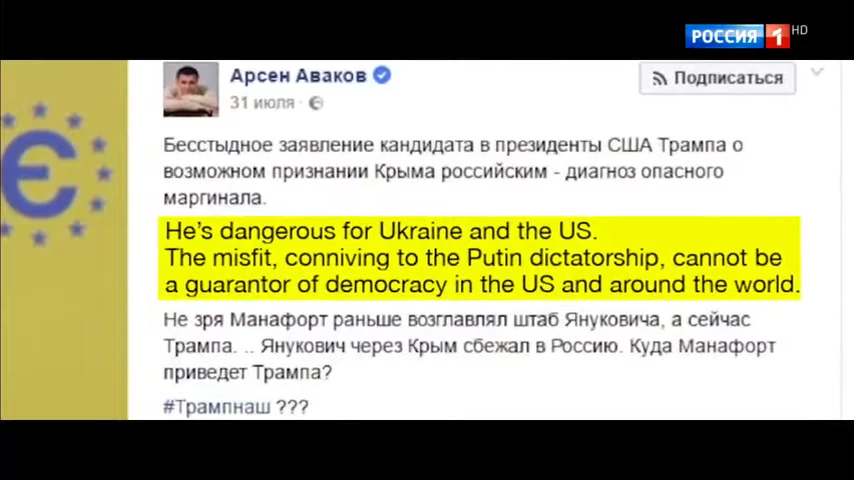 РОССИЯ 1 HD
Арсен Аваков
Подписаться
31 июля ·
Бесстыдное заявление кандидата в президенты США Трампа о
возможном признании Крыма российским - диагноз опасного
маргинала.
He's dangerous for Ukraine and the US.
The misfit, conniving to the Putin dictatorship, cannot be
a guarantor of democracy in the US and around the world.
Не зря Манафорт раньше возглавлял штаб Януковича, а сейчас
Трампа. .. Янукович через Крым сбежал в Россию. Куда Манафорт
приведет Трампа?
#Трампнаш ???